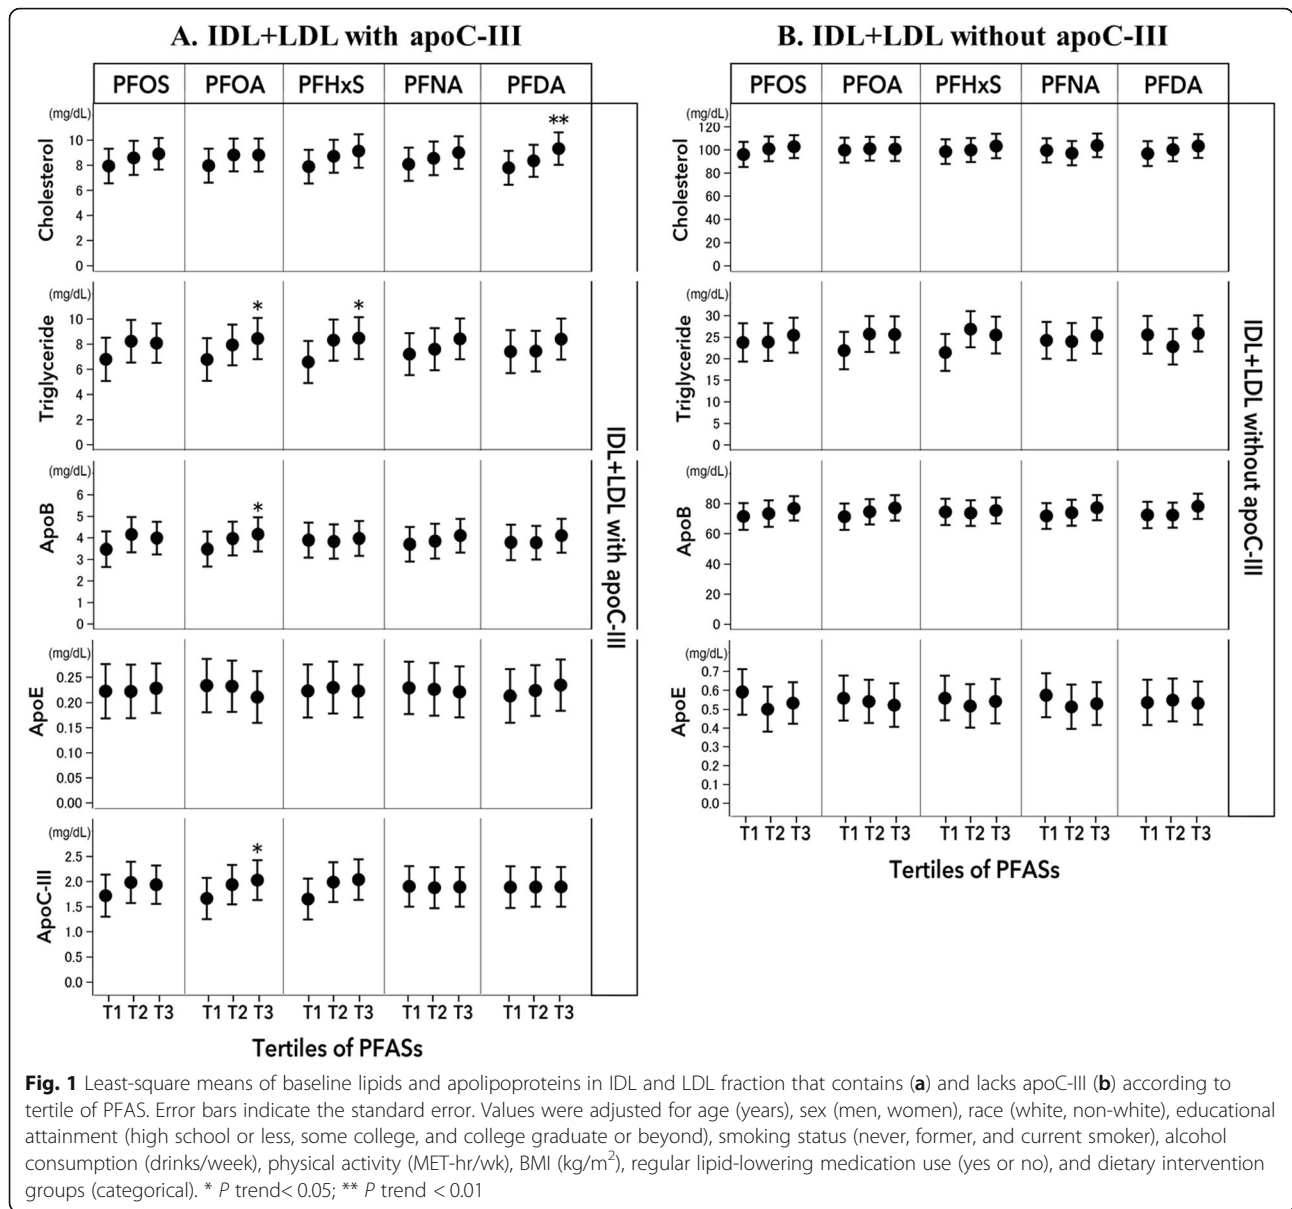 A. IDL+LDL with apoC-III
PFOS PFOA PFHxS PFNA PFDA
(mg/dL)
Cholesterol
10
8
6
4
2
0
**
(mg/dL)
Triglyceride
10
8
6
4
2
0
*
*
(mg/dL)
ApoB
6
5
4
3
2
1
0
*
(mg/dL)
ApoE
0.25
0.20
0.15
0.10
0.05
0.00
(mg/dL)
ApoC-III
2.5
2.0
1.5
1.0
0.5
0.0
*
T1 T2 T3 T1 T2 T3 T1 T2 T3 T1 T2 T3 T1 T2 T3
Tertiles of PFASs
IDL+LDL with apoC-III
B. IDL+LDL without apoC-III
PFOS PFOA PFHxS PFNA PFDA
(mg/dL)
Cholesterol
120
100
80
60
40
20
0
(mg/dL)
Triglyceride
30
25
20
15
10
5
0
(mg/dL)
ApoB
80
60
40
20
0
(mg/dL)
ApoE
0.7
0.6
0.5
0.4
0.3
0.2
0.1
0.0
T1 T2 T3 T1 T2 T3 T1 T2 T3 T1 T2 T3 T1 T2 T3
Tertiles of PFASs
IDL+LDL without apoC-III
Fig. 1 Least-square means of baseline lipids and apolipoproteins in IDL and LDL fraction that contains (a) and lacks apoC-III (b) according to
tertile of PFAS. Error bars indicate the standard error. Values were adjusted for age (years), sex (men, women), race (white, non-white), educational
attainment (high school or less, some college, and college graduate or beyond), smoking status (never, former, and current smoker), alcohol
consumption (drinks/week), physical activity (MET-hr/wk), BMI (kg/m²), regular lipid-lowering medication use (yes or no), and dietary intervention
groups (categorical). * P trend< 0.05; ** P trend < 0.01